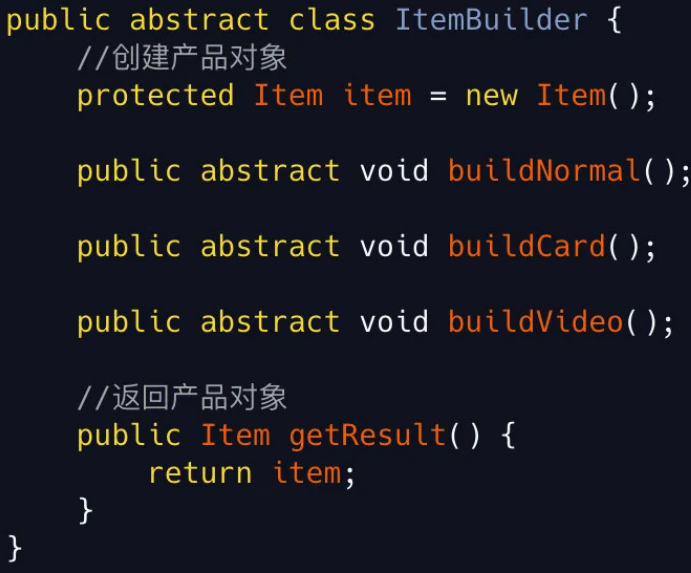 public abstract class ItemBuilder {
//创建产品对象
protected Item item = new Item();
public abstract void buildNormal();
public abstract void buildCard();
public abstract void buildVideo();
//返回产品对象
public Item getResult() {
return item;
}
}